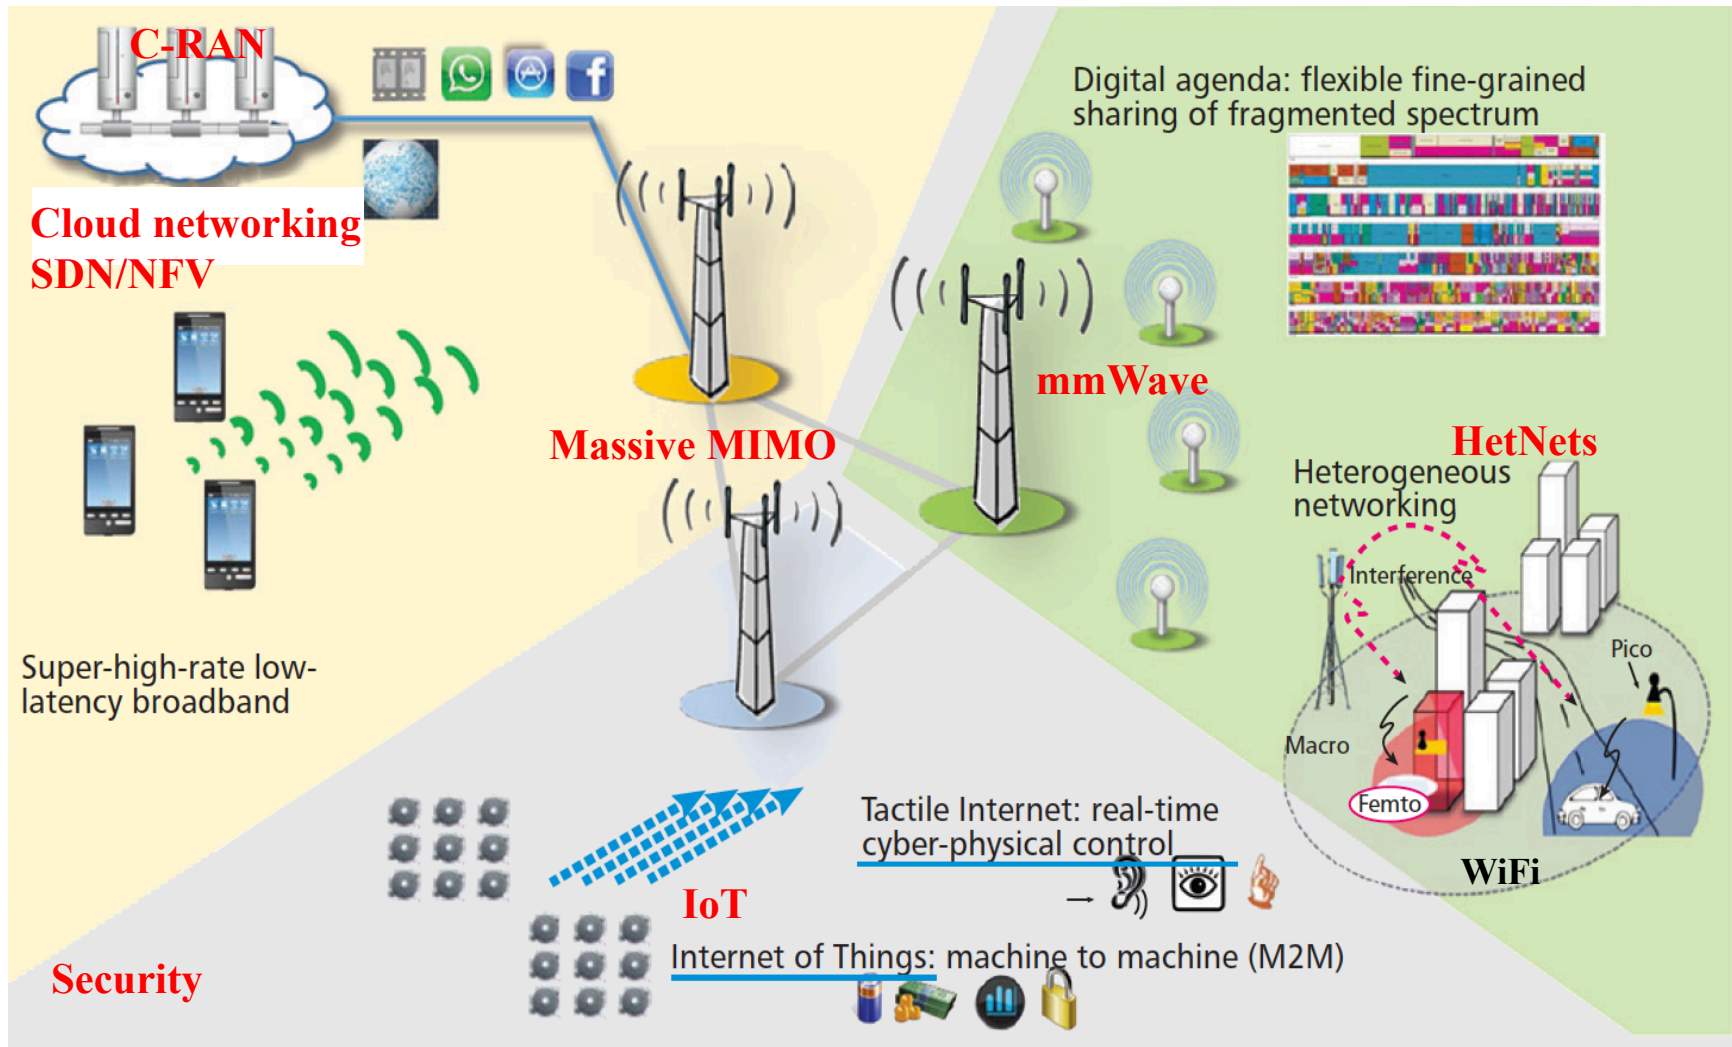 C-RAN
Cloud networking
SDN/NFV
Super-high-rate low-
latency broadband
Massive MIMO
Digital agenda: flexible fine-grained
sharing of fragmented spectrum
mmWave
HetNets
Heterogeneous
networking
Interference
Pico
Macro
Femto
WiFi
Tactile Internet: real-time
cyber-physical control
IoT
Internet of Things: machine to machine (M2M)
Security